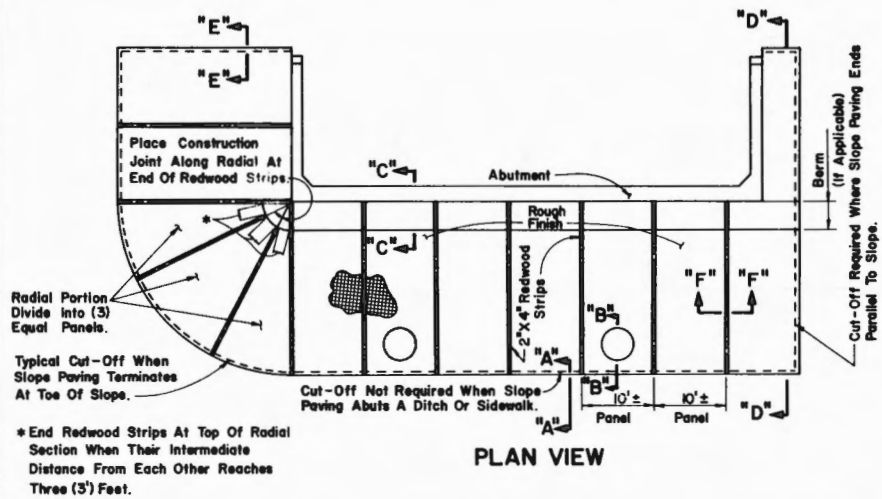 "E"
"D"
"E"
Place Construction
Joint Along Radial At
End Of Redwood Strips.
"C"
Abutment
Rough
Finish
"C"
Berm
(If Applicable)
Cut-Off Required Where Slope Paving Ends
Parallel To Slope.
*
Radial Portion
Divide Into (3)
Equal Panels.
2"X4" Redwood
Strips
"F"
"F"
"B"
"A"
"B"
Typical Cut-Off When
Slope Paving Terminates
At Toe Of Slope.
Cut-Off Not Required When Slope
Paving Abuts A Ditch Or Sidewalk.
"A"
10' ±
Panel
10' ±
Panel
"D"
* End Redwood Strips At Top Of Radial
Section When Their Intermediate
Distance From Each Other Reaches
Three (3') Feet.
PLAN VIEW